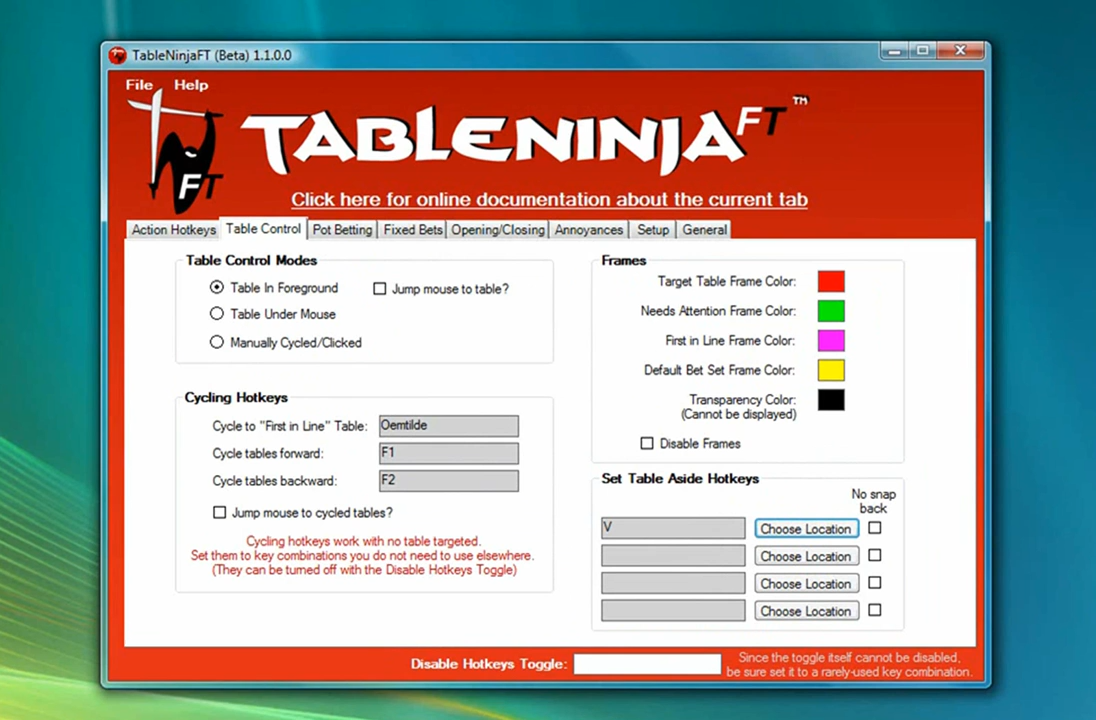 TableNinjaFT (Beta) 1.1.0.0
File Help
TABLENINJA FT ™
FT
Click here for online documentation about the current tab
Action Hotkeys Table Control Pot Betting Fixed Bets Opening/Closing Annoyances Setup General
Table Control Modes
Table In Foreground
Jump mouse to table?
Table Under Mouse
Manually Cycled/Clicked
Cycling Hotkeys
Cycle to "First in Line" Table: Oemtilde
Cycle tables forward: F1
Cycle tables backward: F2
Jump mouse to cycled tables?
Cycling hotkeys work with no table targeted.
Set them to key combinations you do not need to use elsewhere.
(They can be turned off with the Disable Hotkeys Toggle)
Frames
Target Table Frame Color:
Needs Attention Frame Color:
First in Line Frame Color:
Default Bet Set Frame Color:
Transparency Color:
(Cannot be displayed)
Disable Frames
Set Table Aside Hotkeys
No snap
back
V Choose Location
Choose Location
Choose Location
Choose Location
Disable Hotkeys Toggle:
Since the toggle itself cannot be disabled,
be sure set it to a rarely-used key combination.